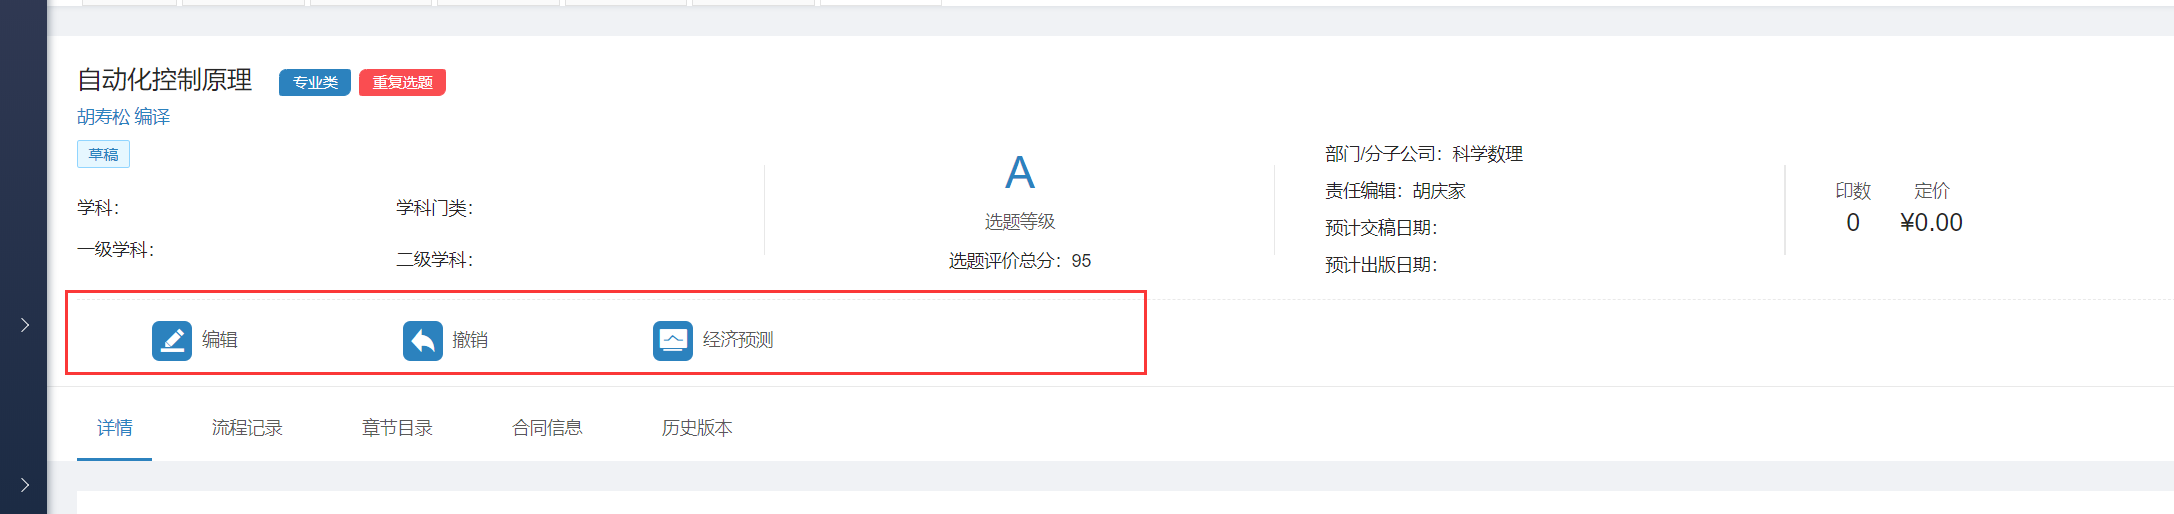 自动化控制原理 专业类 重复选题
胡寿松 编译
草稿
学科： 学科门类：
一级学科： 二级学科：
A
选题等级
选题评价总分：95
部门/分子公司：科学数理
责任编辑：胡庆家
预计交稿日期：
预计出版日期：
印数 定价
0 ¥0.00
编辑 撤销 经济预测
详情 流程记录 章节目录 合同信息 历史版本